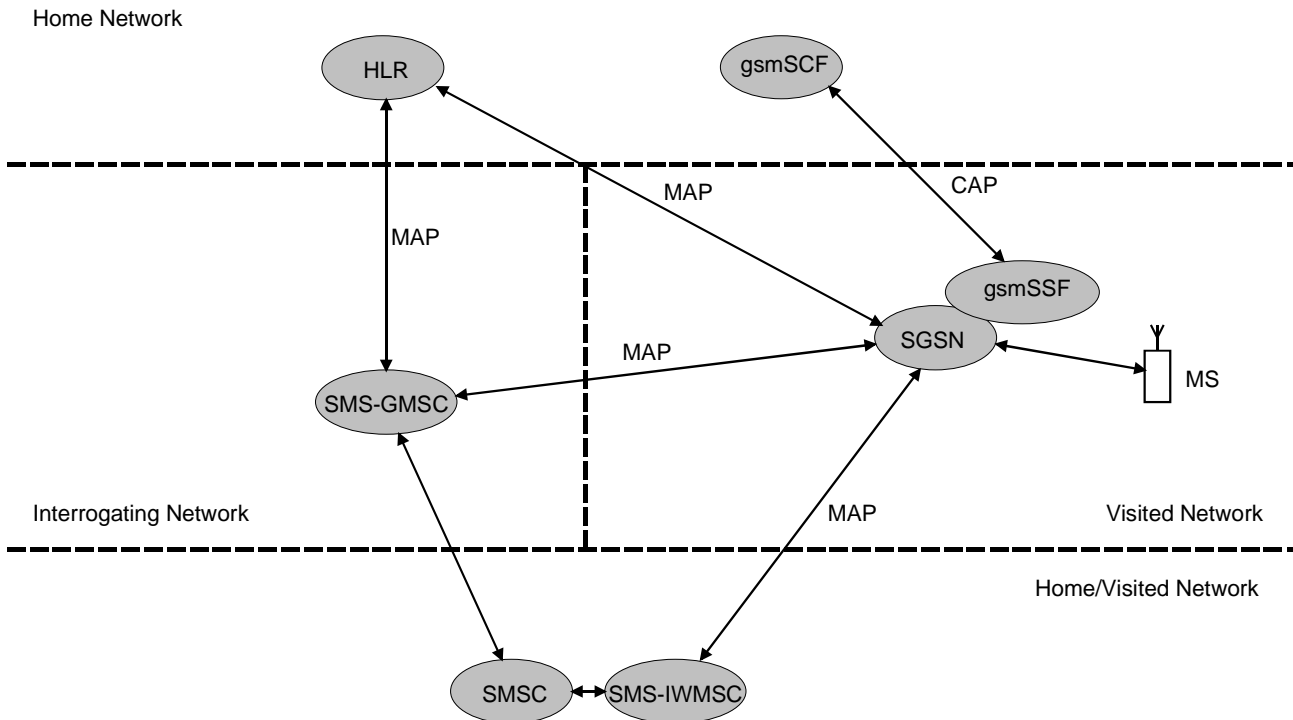 Home Network
HLR
gsmSCF
MAP
CAP
MAP
gsmSSF
SGSN
MAP
MS
SMS-GMSC
Interrogating Network
MAP
Visited Network
Home/Visited Network
SMSC
SMS-IWMSC